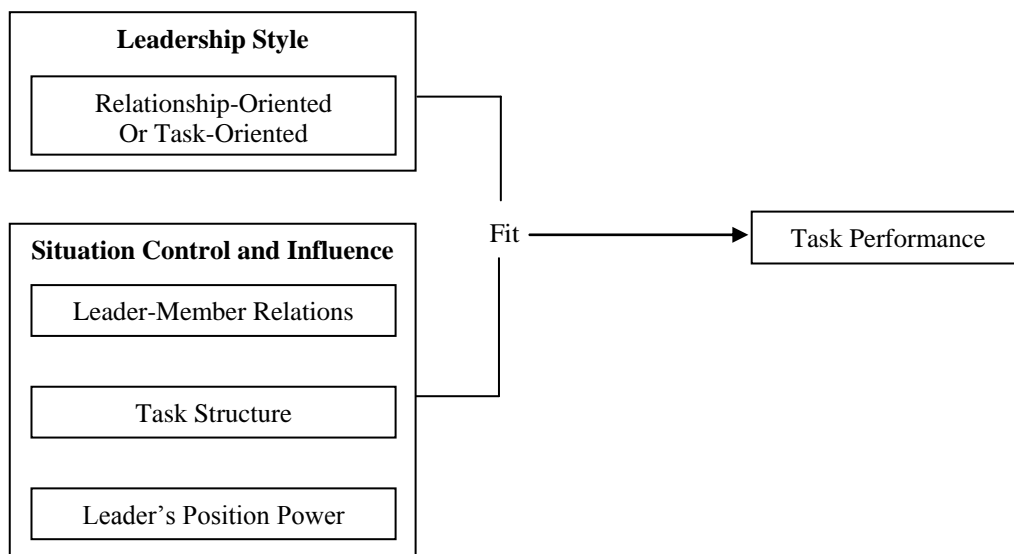 Leadership Style
Relationship-Oriented
Or Task-Oriented
Situation Control and Influence
Leader-Member Relations
Task Structure
Leader’s Position Power
Fit
Task Performance